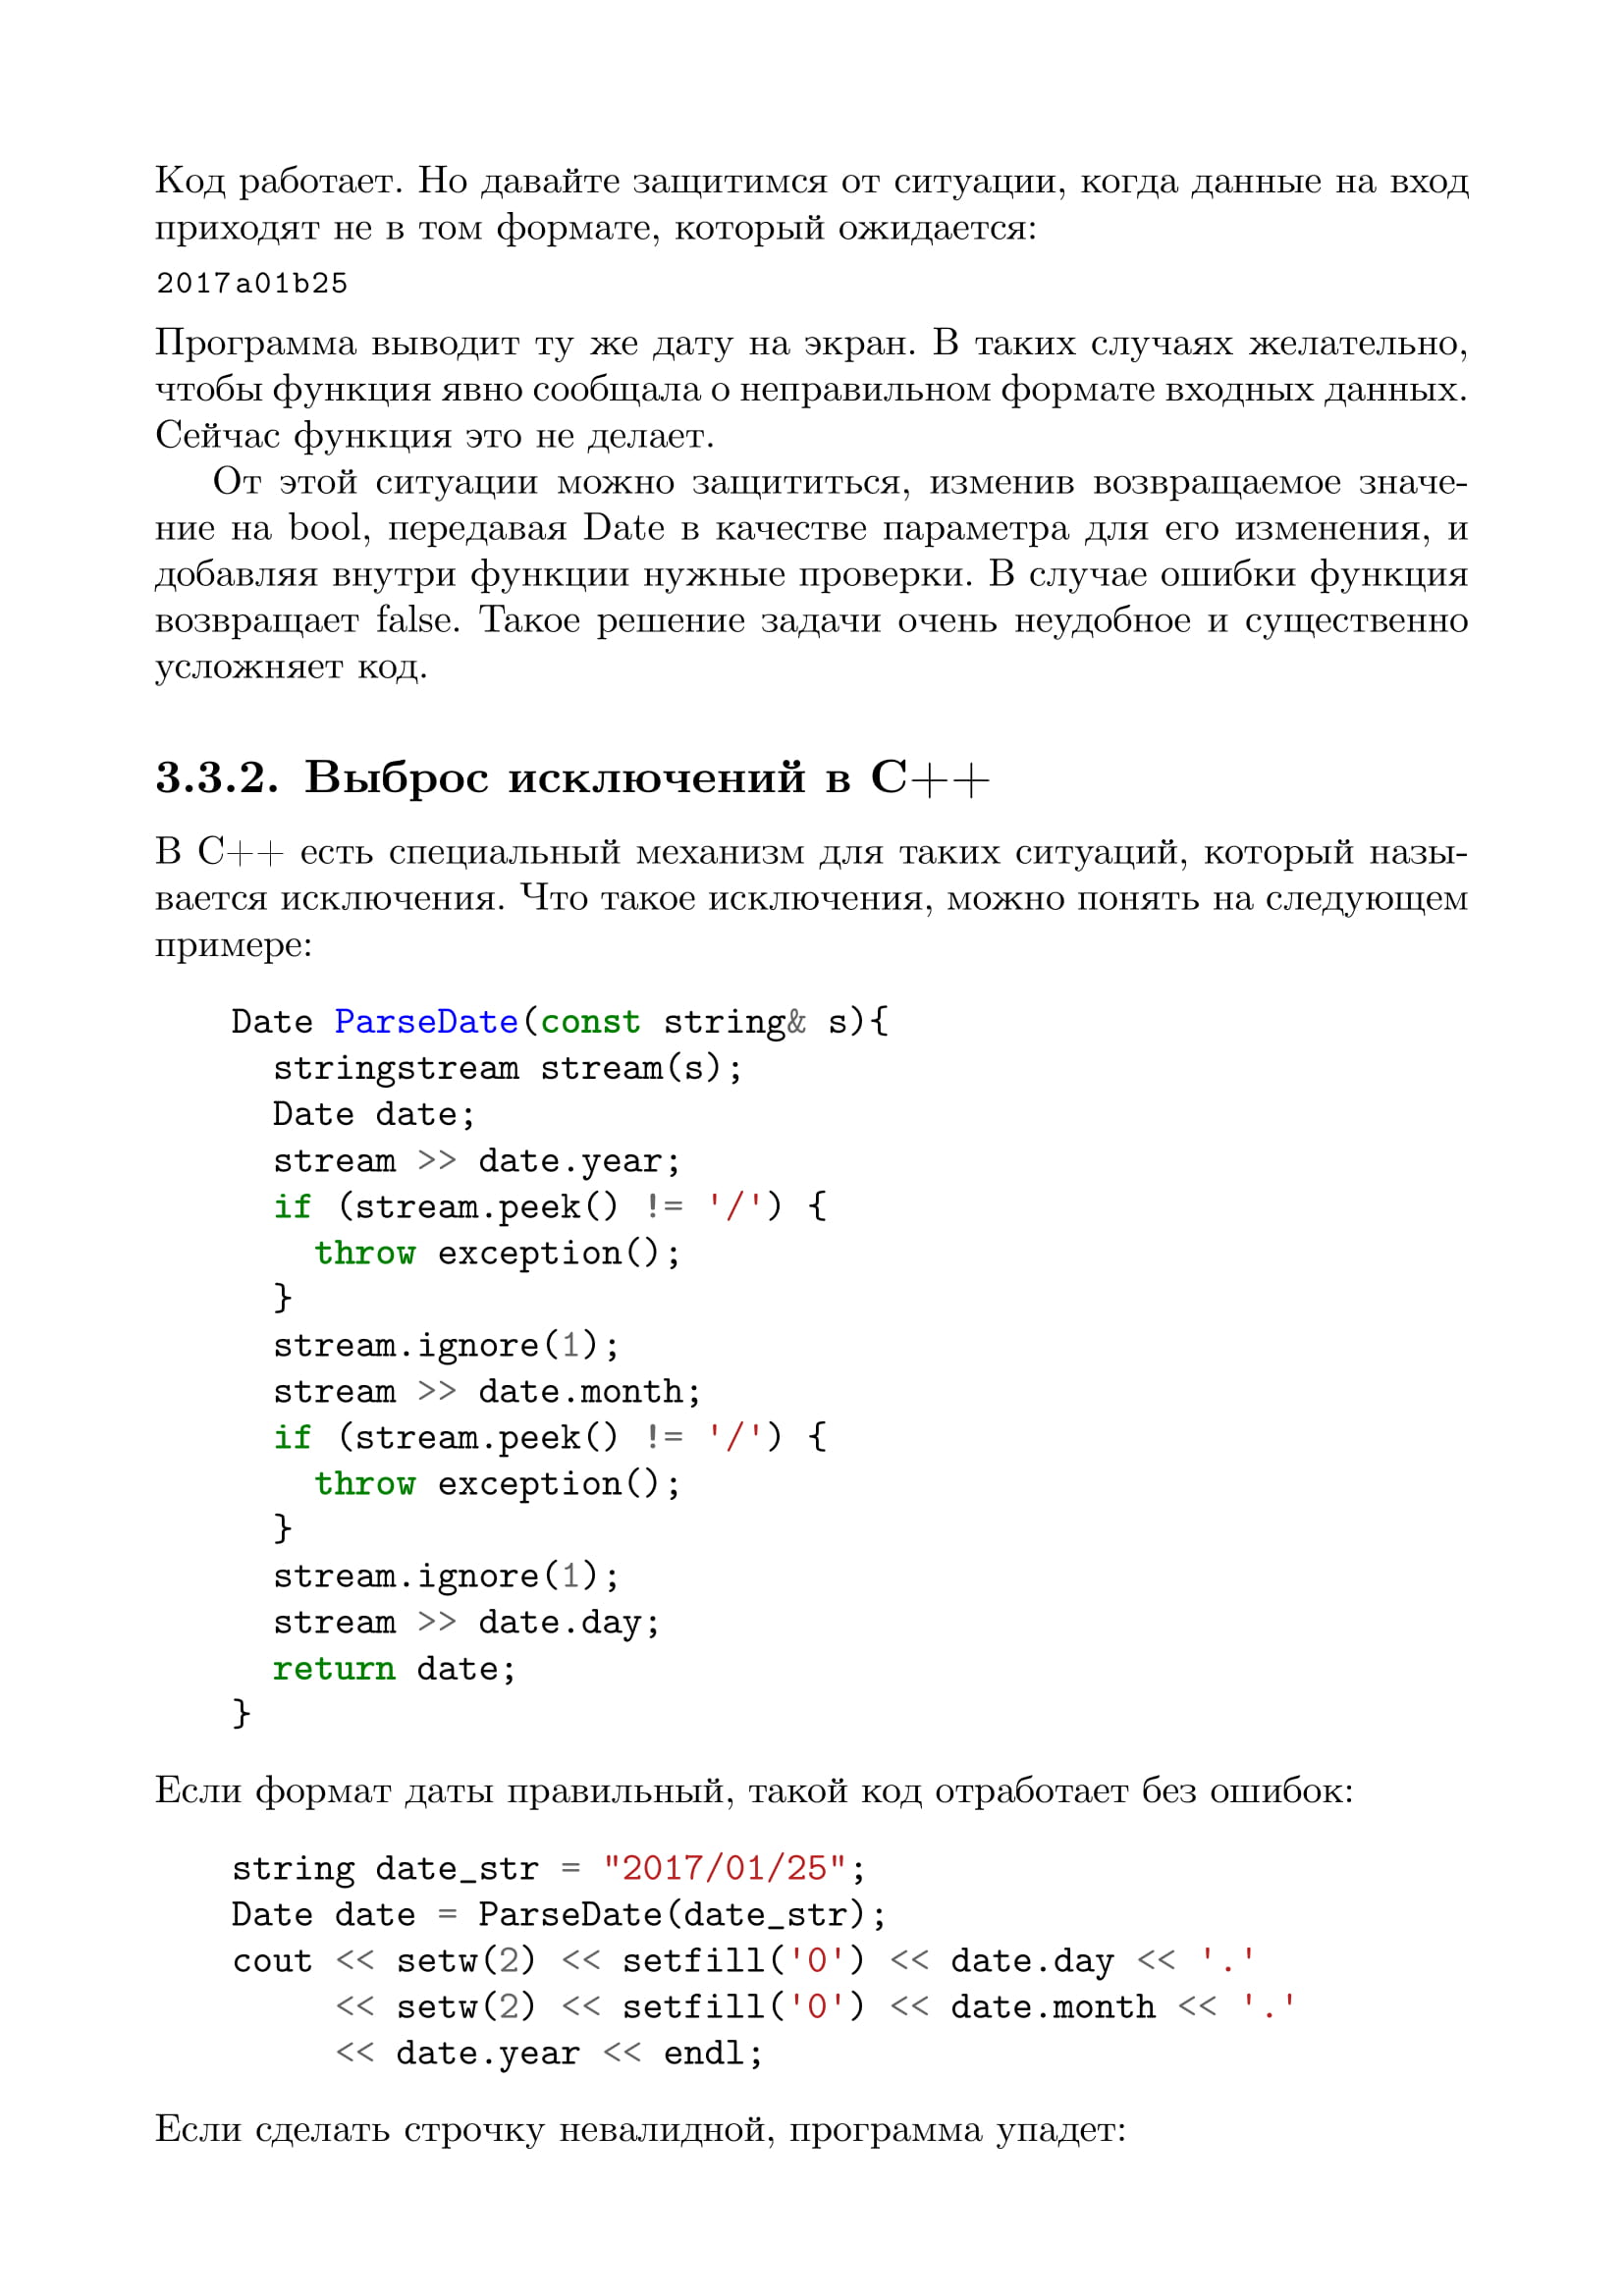 Код работает. Но давайте защитимся от ситуации, когда данные на вход
приходят не в том формате, который ожидается:
2017a01b25
Программа выводит ту же дату на экран. В таких случаях желательно,
чтобы функция явно сообщала о неправильном формате входных данных.
Сейчас функция это не делает.
От этой ситуации можно защититься, изменив возвращаемое значе-
ние на bool, передавая Date в качестве параметра для его изменения, и
добавляя внутри функции нужные проверки. В случае ошибки функция
возвращает false. Такое решение задачи очень неудобное и существенно
усложняет код.
3.3.2. Выброс исключений в C++
В C++ есть специальный механизм для таких ситуаций, который назы-
вается исключения. Что такое исключения, можно понять на следующем
примере:
Date ParseDate(const string& s){
  stringstream stream(s);
  Date date;
  stream >> date.year;
  if (stream.peek() != '/') {
    throw exception();
  }
  stream.ignore(1);
  stream >> date.month;
  if (stream.peek() != '/') {
    throw exception();
  }
  stream.ignore(1);
  stream >> date.day;
  return date;
}
Если формат даты правильный, такой код отработает без ошибок:
string date_str = "2017/01/25";
Date date = ParseDate(date_str);
cout << setw(2) << setfill('0') << date.day << '.'
     << setw(2) << setfill('0') << date.month << '.'
     << date.year << endl;
Если сделать строчку невалидной, программа упадет: